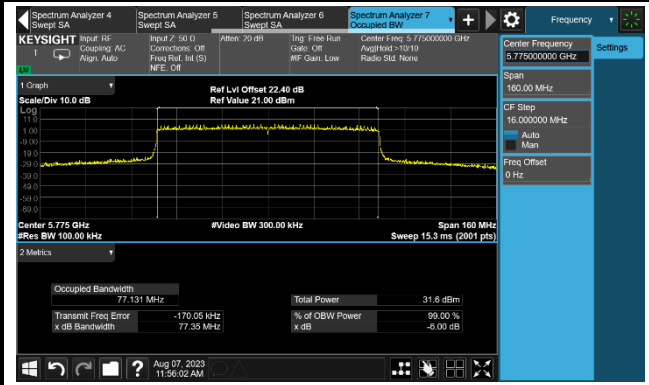 Spectrum Analyzer 4
Swept SA
Spectrum Analyzer 5
Swept SA
Spectrum Analyzer 6
Swept SA
Spectrum Analyzer 7
Occupied BW
+
Frequency
KEYSIGHT
T
Input: RF
Coupling: AC
Align: Auto
Input Z: 50 Ω
Corrections: Off
Freq Ref: Int (S)
NFE: Off
Atten: 20 dB
Trig: Free Run
Gate: Off
#IF Gain: Low
Center Freq: 5.775000000 GHz
Avg|Hold:>10/10
Radio Std: None
Center Frequency
5.775000000 GHz
Settings
Span
160.00 MHz
CF Step
16.000000 MHz
Auto
Man
Freq Offset
0 Hz
1 Graph
Scale/Div 10.0 dB
Ref Lvl Offset 22.40 dB
Ref Value 21.00 dBm
Log
11.0
1.00
-9.00
-19.0
-29.0
-39.0
-49.0
-59.0
-69.0
Center 5.775 GHz
#Res BW 100.00 kHz
#Video BW 300.00 kHz
Span 160 MHz
Sweep 15.3 ms (2001 pts)
2 Metrics
Occupied Bandwidth
77.131 MHz
Total Power
31.6 dBm
Transmit Freq Error
-170.05 kHz
% of OBW Power
99.00 %
x dB Bandwidth
77.35 MHz
x dB
-6.00 dB
?
Aug 07, 2023
11:56:02 AM